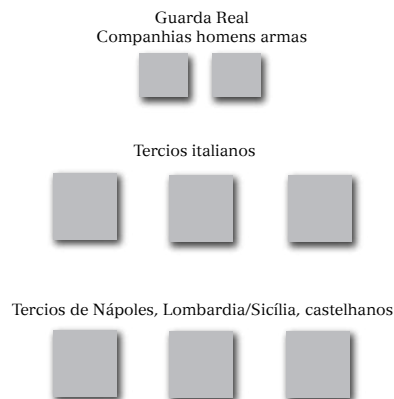 Guarda Real
Companhias homens armas
Tercios italianos
Tercios de Nápoles, Lombardia/Sicília, castelhanos